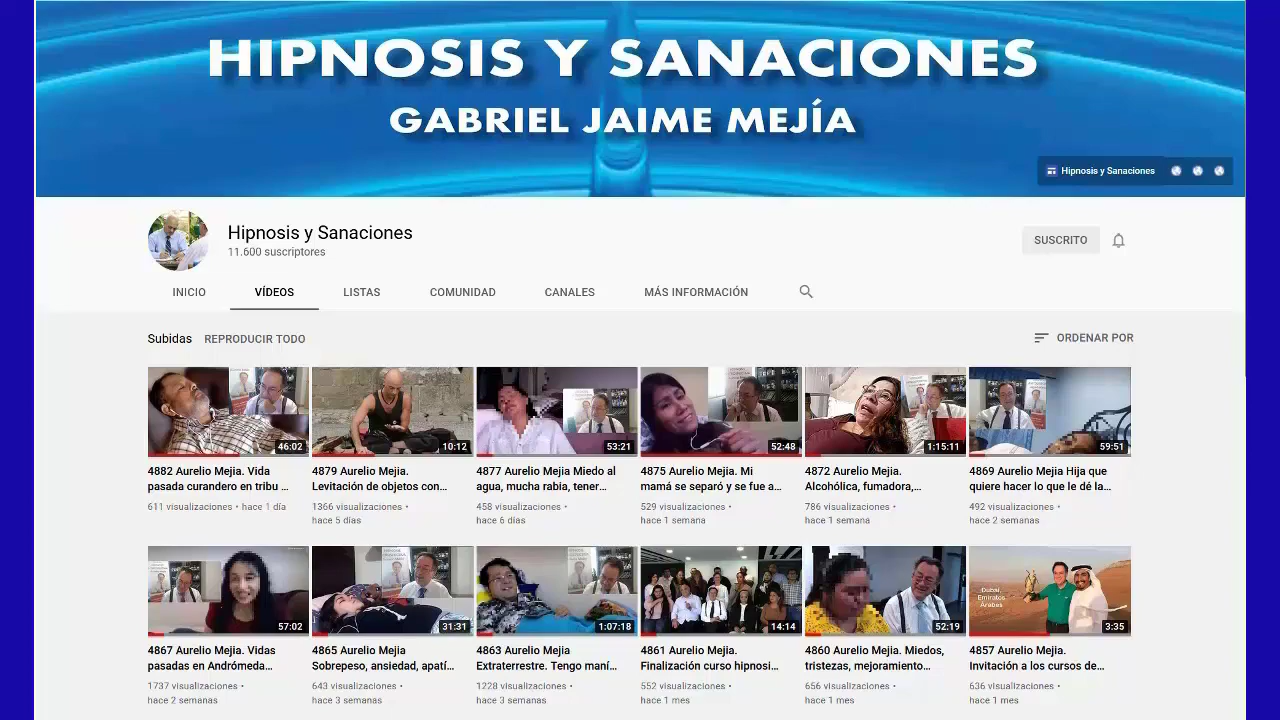 HIPNOSIS Y SANACIONES
GABRIEL JAIME MEJÍA
Hipnosis y Sanaciones
Hipnosis y Sanaciones
11.600 suscriptores
SUSCRITO
INICIO VÍDEOS LISTAS COMUNIDAD CANALES MÁS INFORMACIÓN
Subidas REPRODUCIR TODO ORDENAR POR
46:02
4882 Aurelio Mejia. Vida
pasada curandero en tribu ...
611 visualizaciones • hace 1 día
10:12
4879 Aurelio Mejia.
Levitación de objetos con...
1366 visualizaciones •
hace 5 días
53:21
4877 Aurelio Mejia Miedo al
agua, mucha rabia, tener...
458 visualizaciones •
hace 6 días
52:48
4875 Aurelio Mejia. Mi
mamá se separó y se fue a...
529 visualizaciones •
hace 1 semana
1:15:11
4872 Aurelio Mejia.
Alcohólica, fumadora,...
786 visualizaciones •
hace 1 semana
59:51
4869 Aurelio Mejia Hija que
quiere hacer lo que le dé la...
492 visualizaciones •
hace 2 semanas
57:02
4867 Aurelio Mejia. Vidas
pasadas en Andrómeda...
1737 visualizaciones •
hace 2 semanas
31:31
4865 Aurelio Mejia
Sobrepeso, ansiedad, apatí...
643 visualizaciones •
hace 3 semanas
1:07:18
4863 Aurelio Mejia
Extraterrestre. Tengo maní...
1228 visualizaciones •
hace 3 semanas
14:14
4861 Aurelio Mejia.
Finalización curso hipnosi...
552 visualizaciones •
hace 1 mes
52:19
4860 Aurelio Mejia. Miedos,
tristezas, mejoramiento...
656 visualizaciones •
hace 1 mes
Dubai,
Emiratos
Árabes
3:35
4857 Aurelio Mejia.
Invitación a los cursos de...
636 visualizaciones •
hace 1 mes